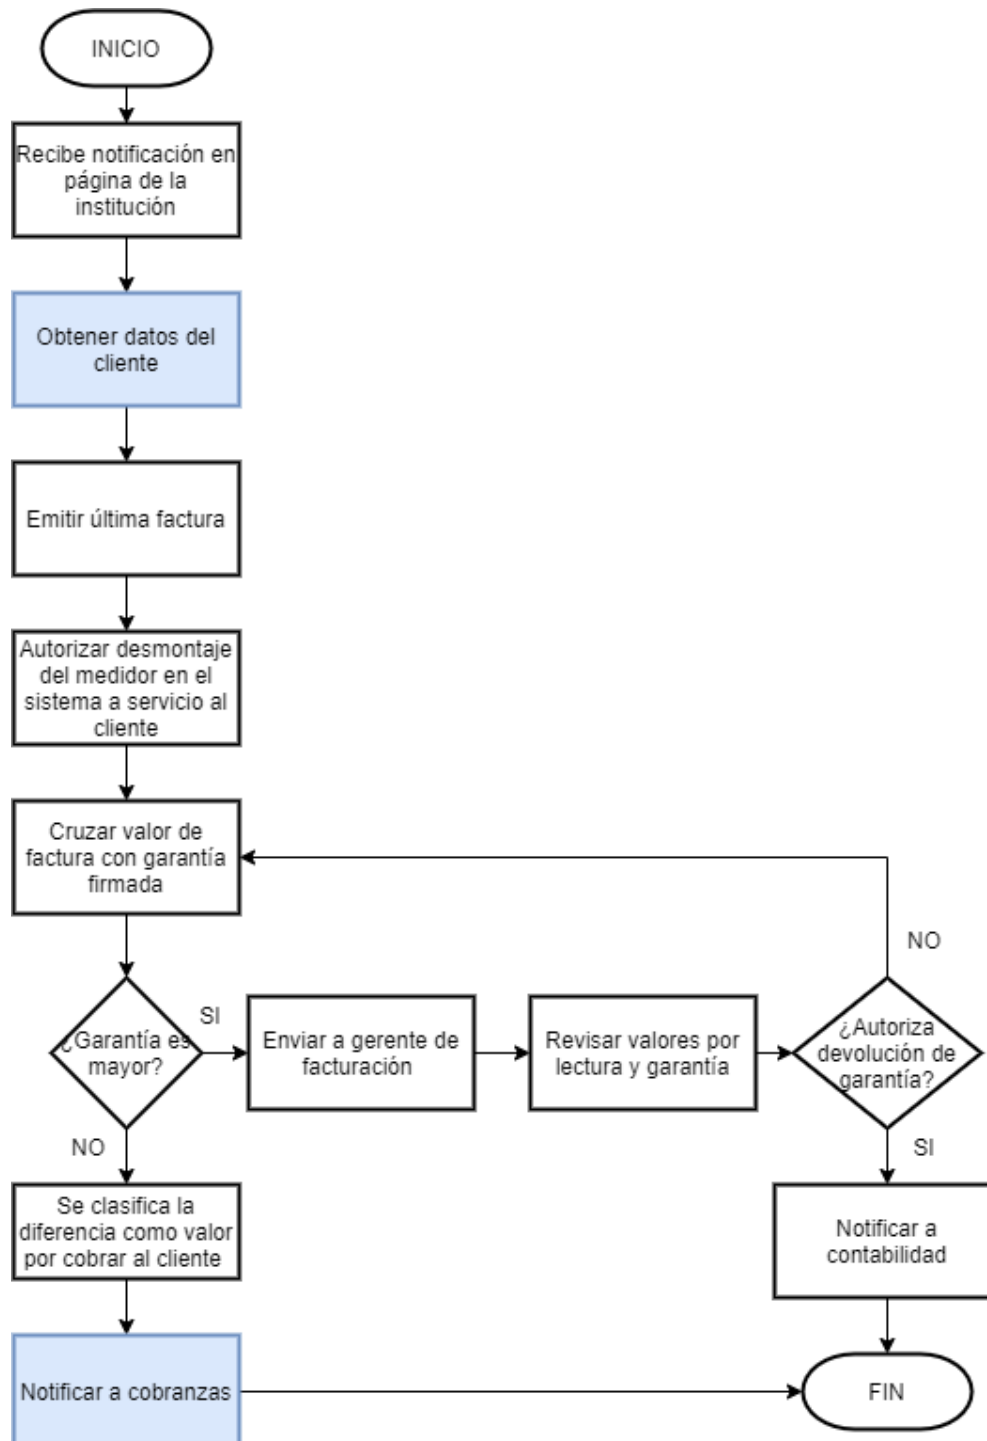 INICIO
Recibe notificación en
página de la
institución
Obtener datos del
cliente
Emitir última factura
Autorizar desmontaje
del medidor en el
sistema a servicio al
cliente
Cruzar valor de
factura con garantía
firmada
NO
¿Garantía es
mayor?
SI
Enviar a gerente de
facturación
Revisar valores por
lectura y garantía
¿Autoriza
devolución de
garantía?
NO
SI
Se clasifica la
diferencia como valor
por cobrar al cliente
Notificar a
contabilidad
Notificar a cobranzas
FIN